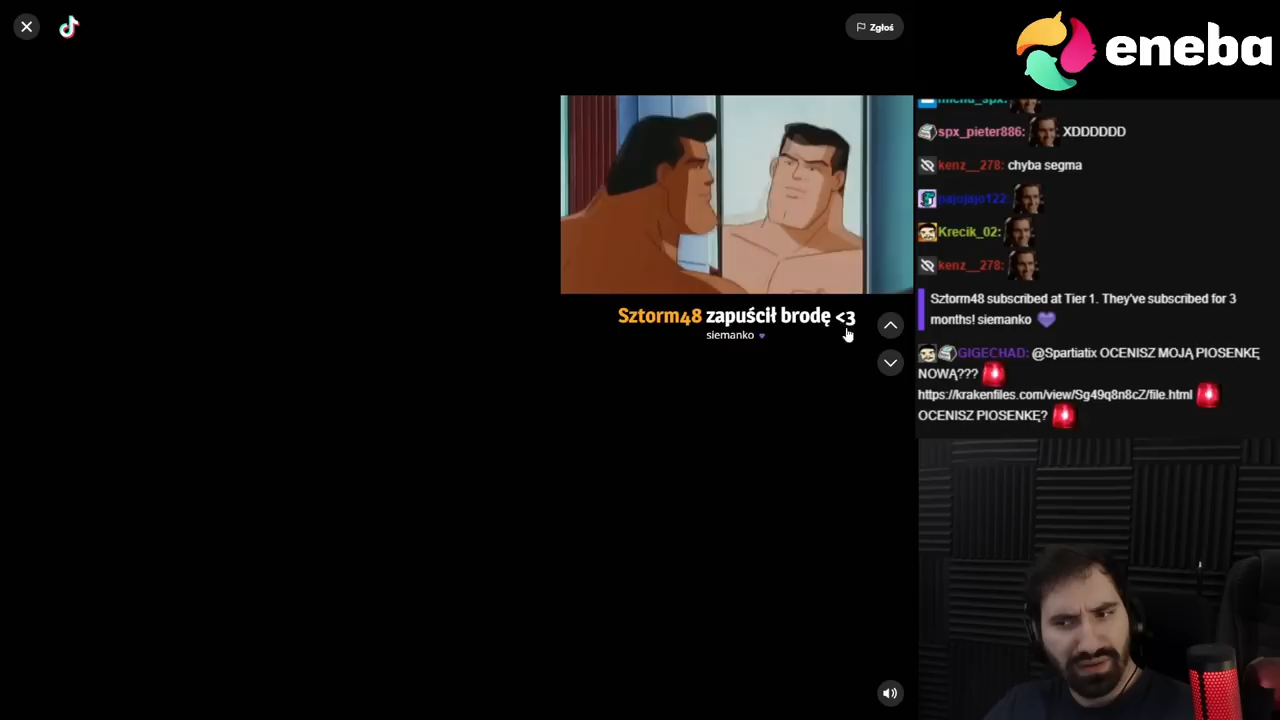 Zgłoś
eneba
spx_pieter886: XDDDDDD
kenz__278: chyba segma
pajojajo122:
Krecik_02:
kenz__278:
Sztorm48 subscribed at Tier 1. They've subscribed for 3
months! siemanko
GIGECHAD: @Spartiatix OCENISZ MOJĄ PIOSENKĘ
NOWĄ???
https://krakenfiles.com/view/Sg49q8n8cZ/file.html
OCENISZ PIOSENKĘ?
Sztorm48 zapuścił brodę <3
siemanko